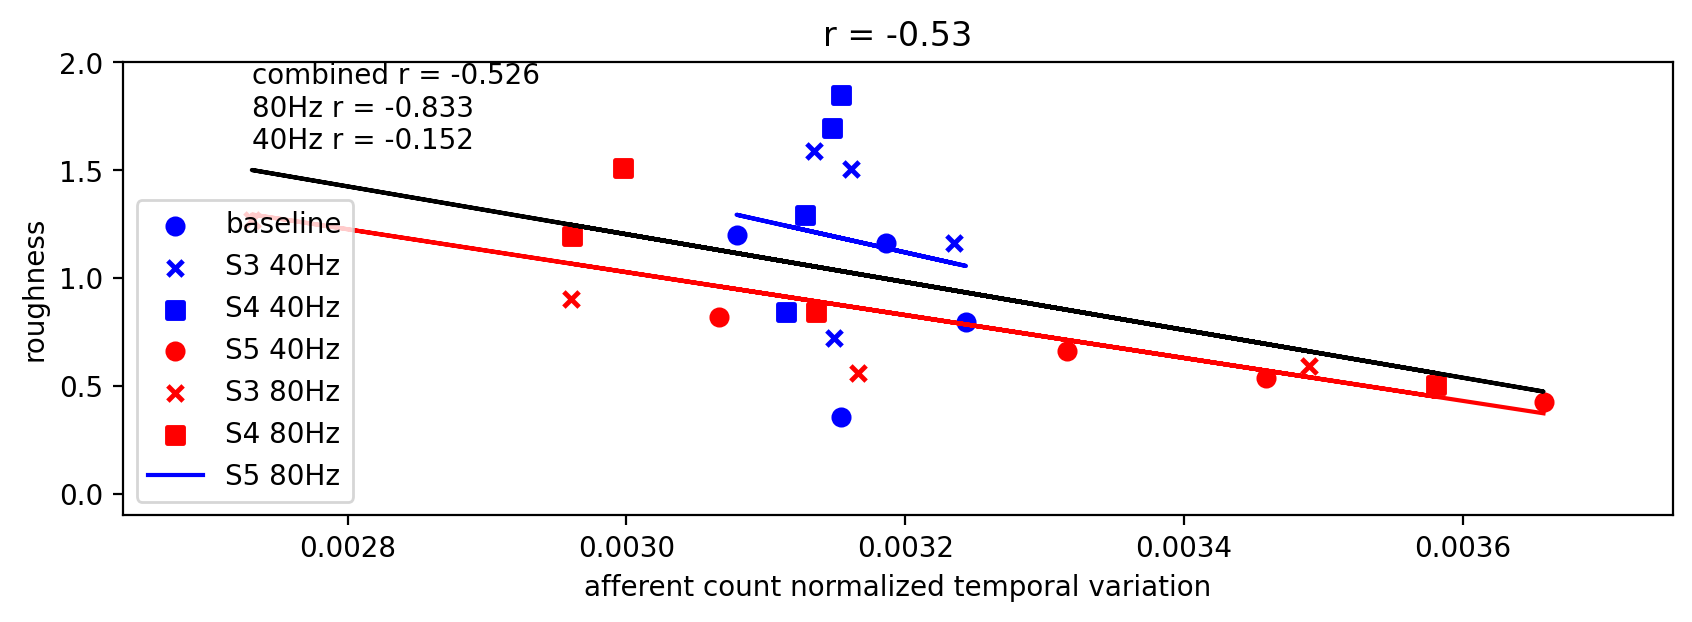 r = -0.53
combined r = -0.526
80Hz r = -0.833
40Hz r = -0.152
2.0
1.5
1.0
0.5
0.0
roughness
baseline
S3 40Hz
S4 40Hz
S5 40Hz
S3 80Hz
S4 80Hz
S5 80Hz
0.0028 0.0030 0.0032 0.0034 0.0036
afferent count normalized temporal variation